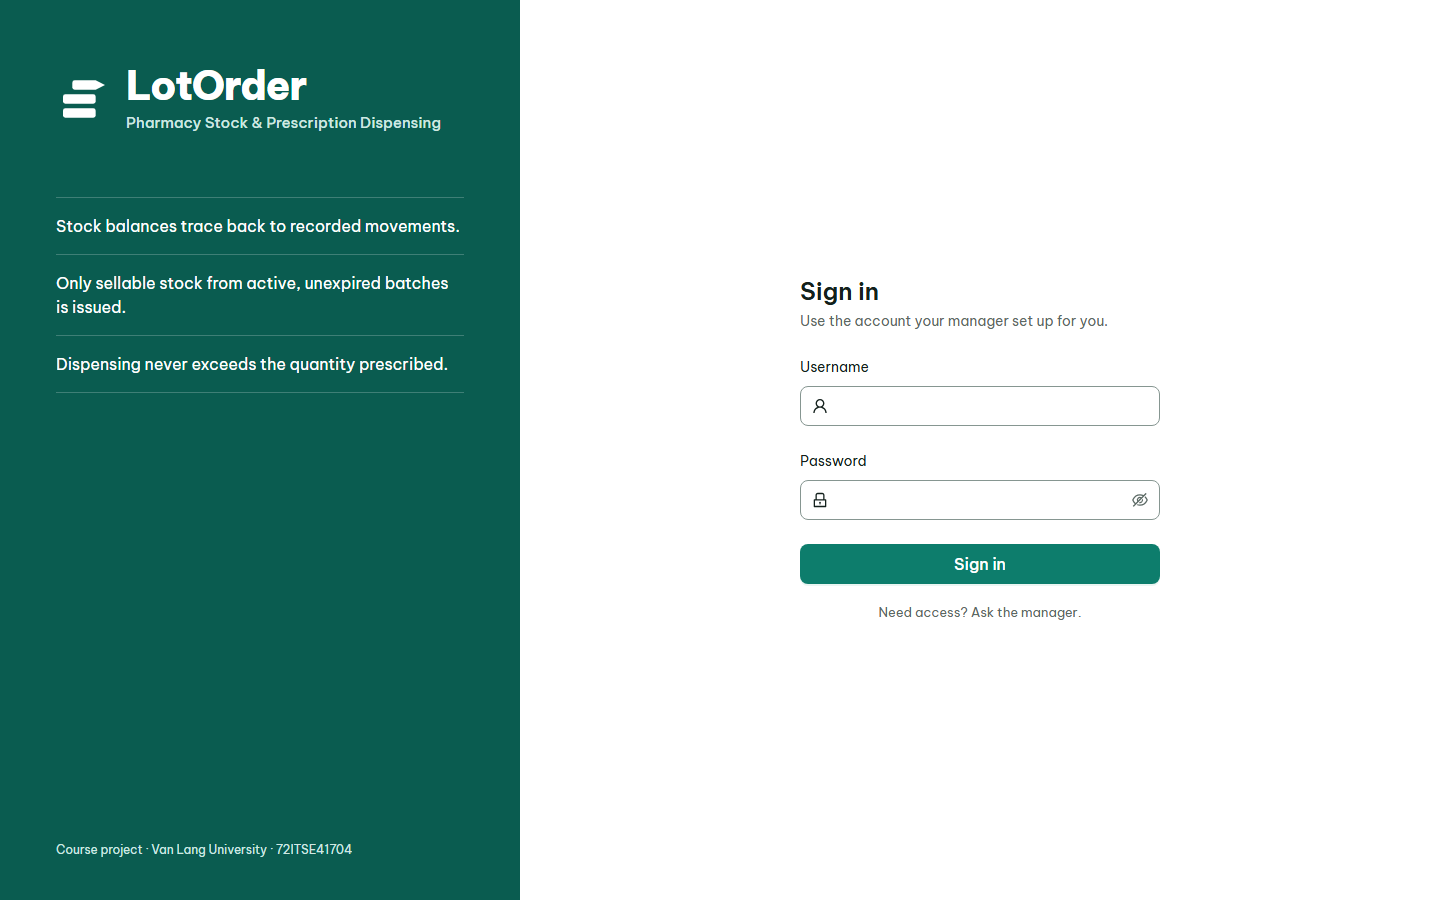 LotOrder
Pharmacy Stock & Prescription Dispensing
Stock balances trace back to recorded movements.
Only sellable stock from active, unexpired batches
is issued.
Dispensing never exceeds the quantity prescribed.
Course project · Van Lang University · 72ITSE41704
Sign in
Use the account your manager set up for you.
Username
Password
Sign in
Need access? Ask the manager.